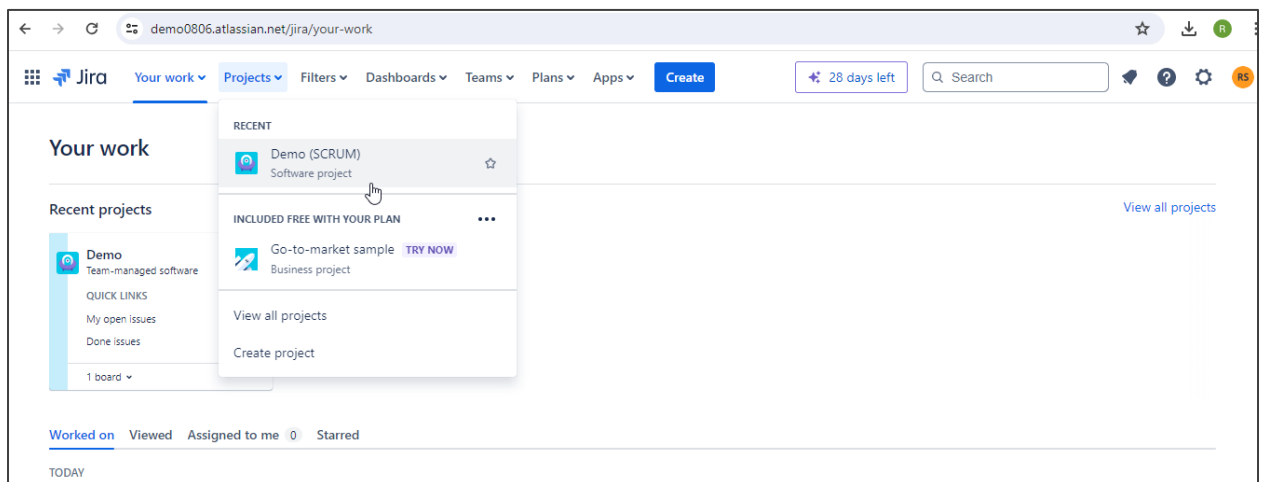 demo0806.atlassian.net/jira/your-work
R
Jira Your work Projects Filters Dashboards Teams Plans Apps Create 28 days left Search RS
RECENT
Your work
Demo (SCRUM)
Software project
Recent projects
View all projects
INCLUDED FREE WITH YOUR PLAN
Demo
Team-managed software
Go-to-market sample TRY NOW
Business project
QUICK LINKS
My open issues
View all projects
Done issues
Create project
1 board
Worked on Viewed Assigned to me 0 Starred
TODAY